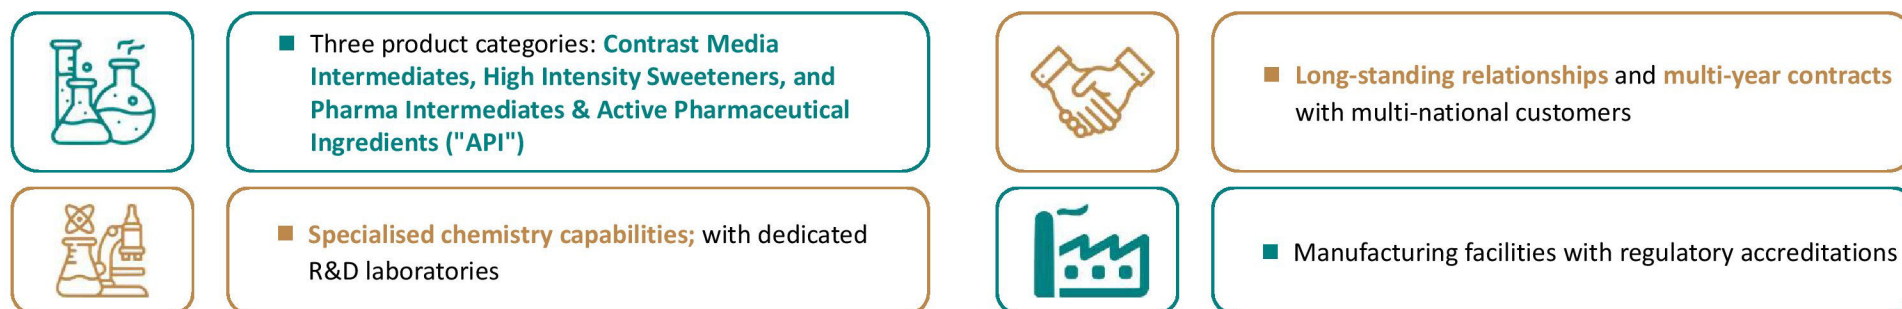 ■ Three product categories: Contrast Media
Intermediates, High Intensity Sweeteners, and
Pharma Intermediates & Active Pharmaceutical
Ingredients ("API")
■ Long-standing relationships and multi-year contracts
with multi-national customers
■ Specialised chemistry capabilities; with dedicated
R&D laboratories
■ Manufacturing facilities with regulatory accreditations